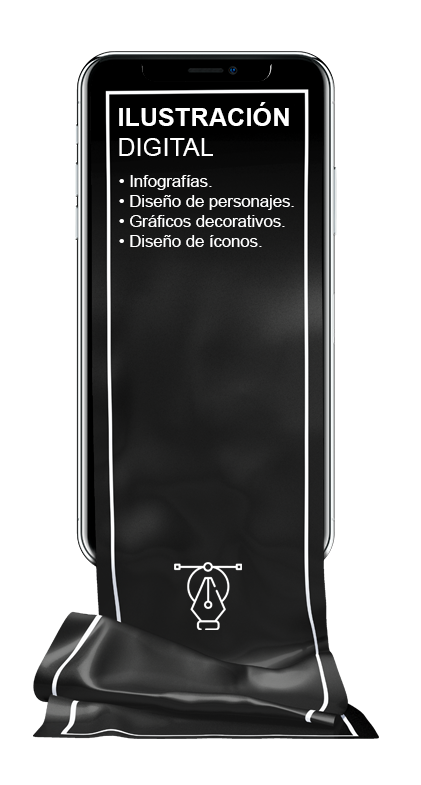 ILUSTRACIÓN
DIGITAL
• Infografías.
• Diseño de personajes.
• Gráficos decorativos.
• Diseño de íconos.